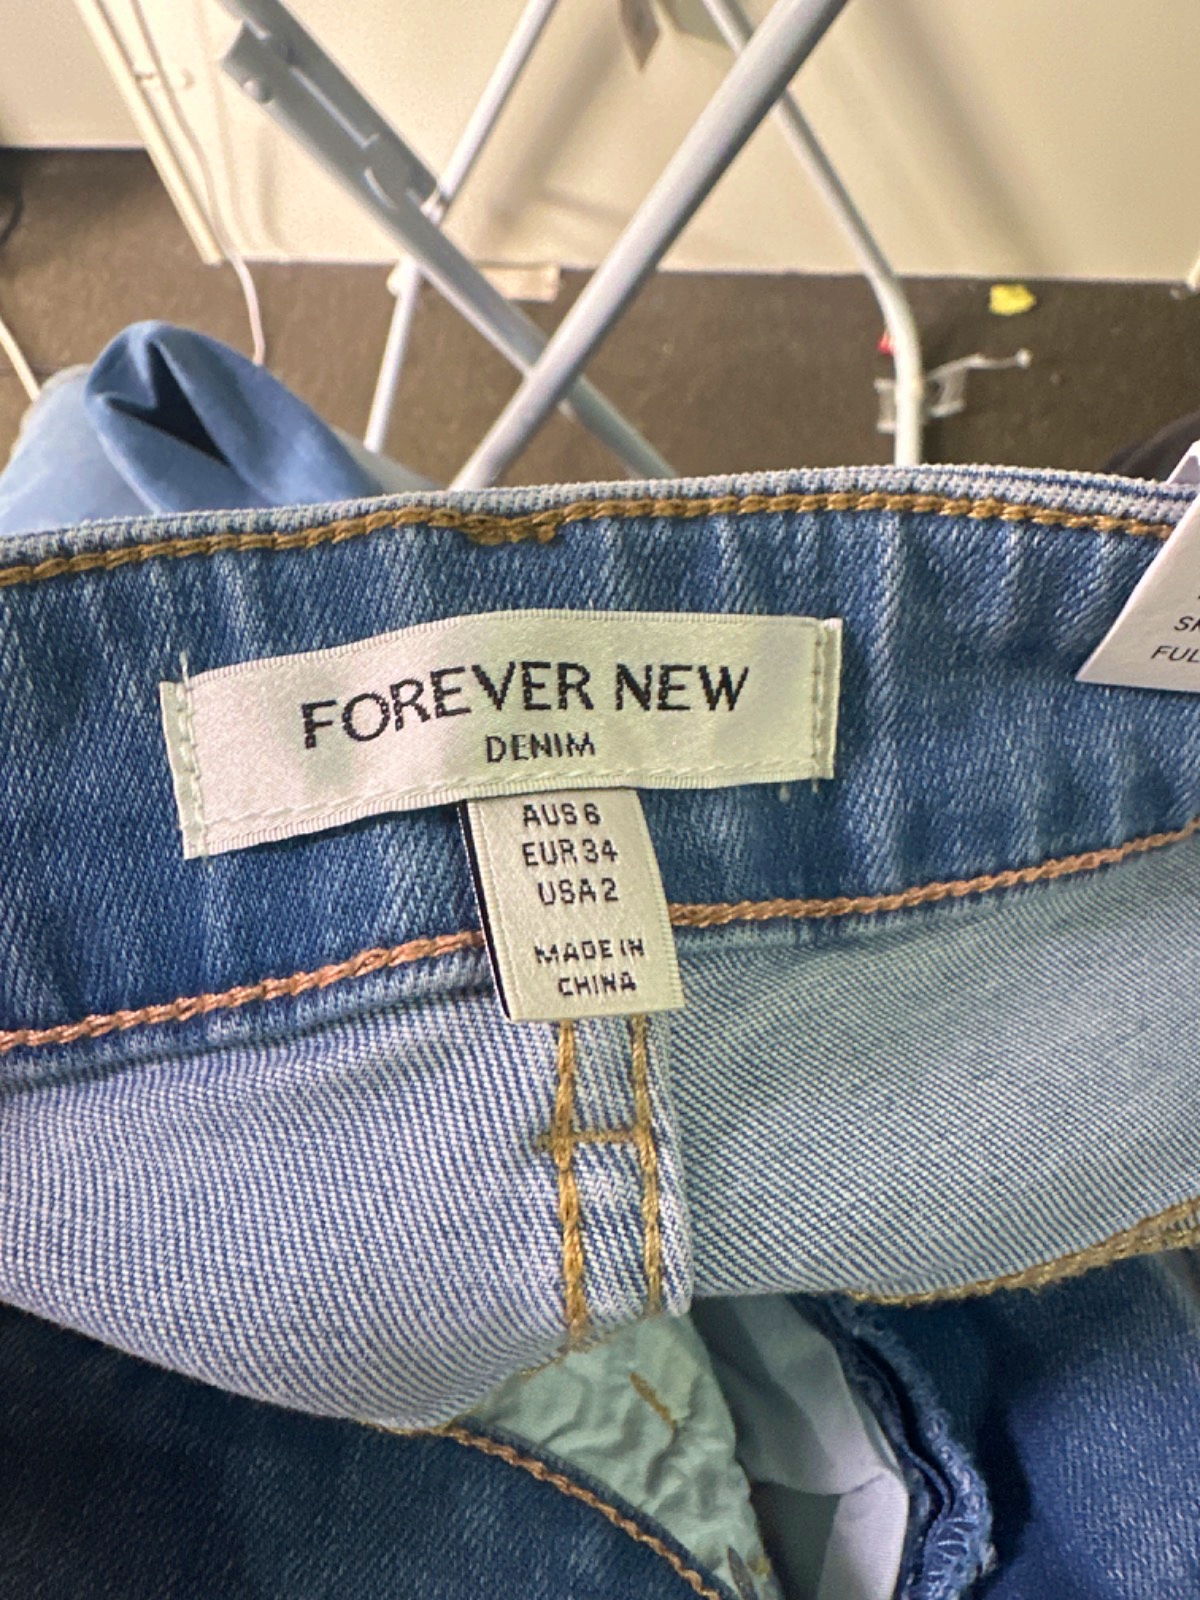 FOREVER NEW
DENIM
AUS 6
EUR 34
USA 2
MADE IN
CHINA